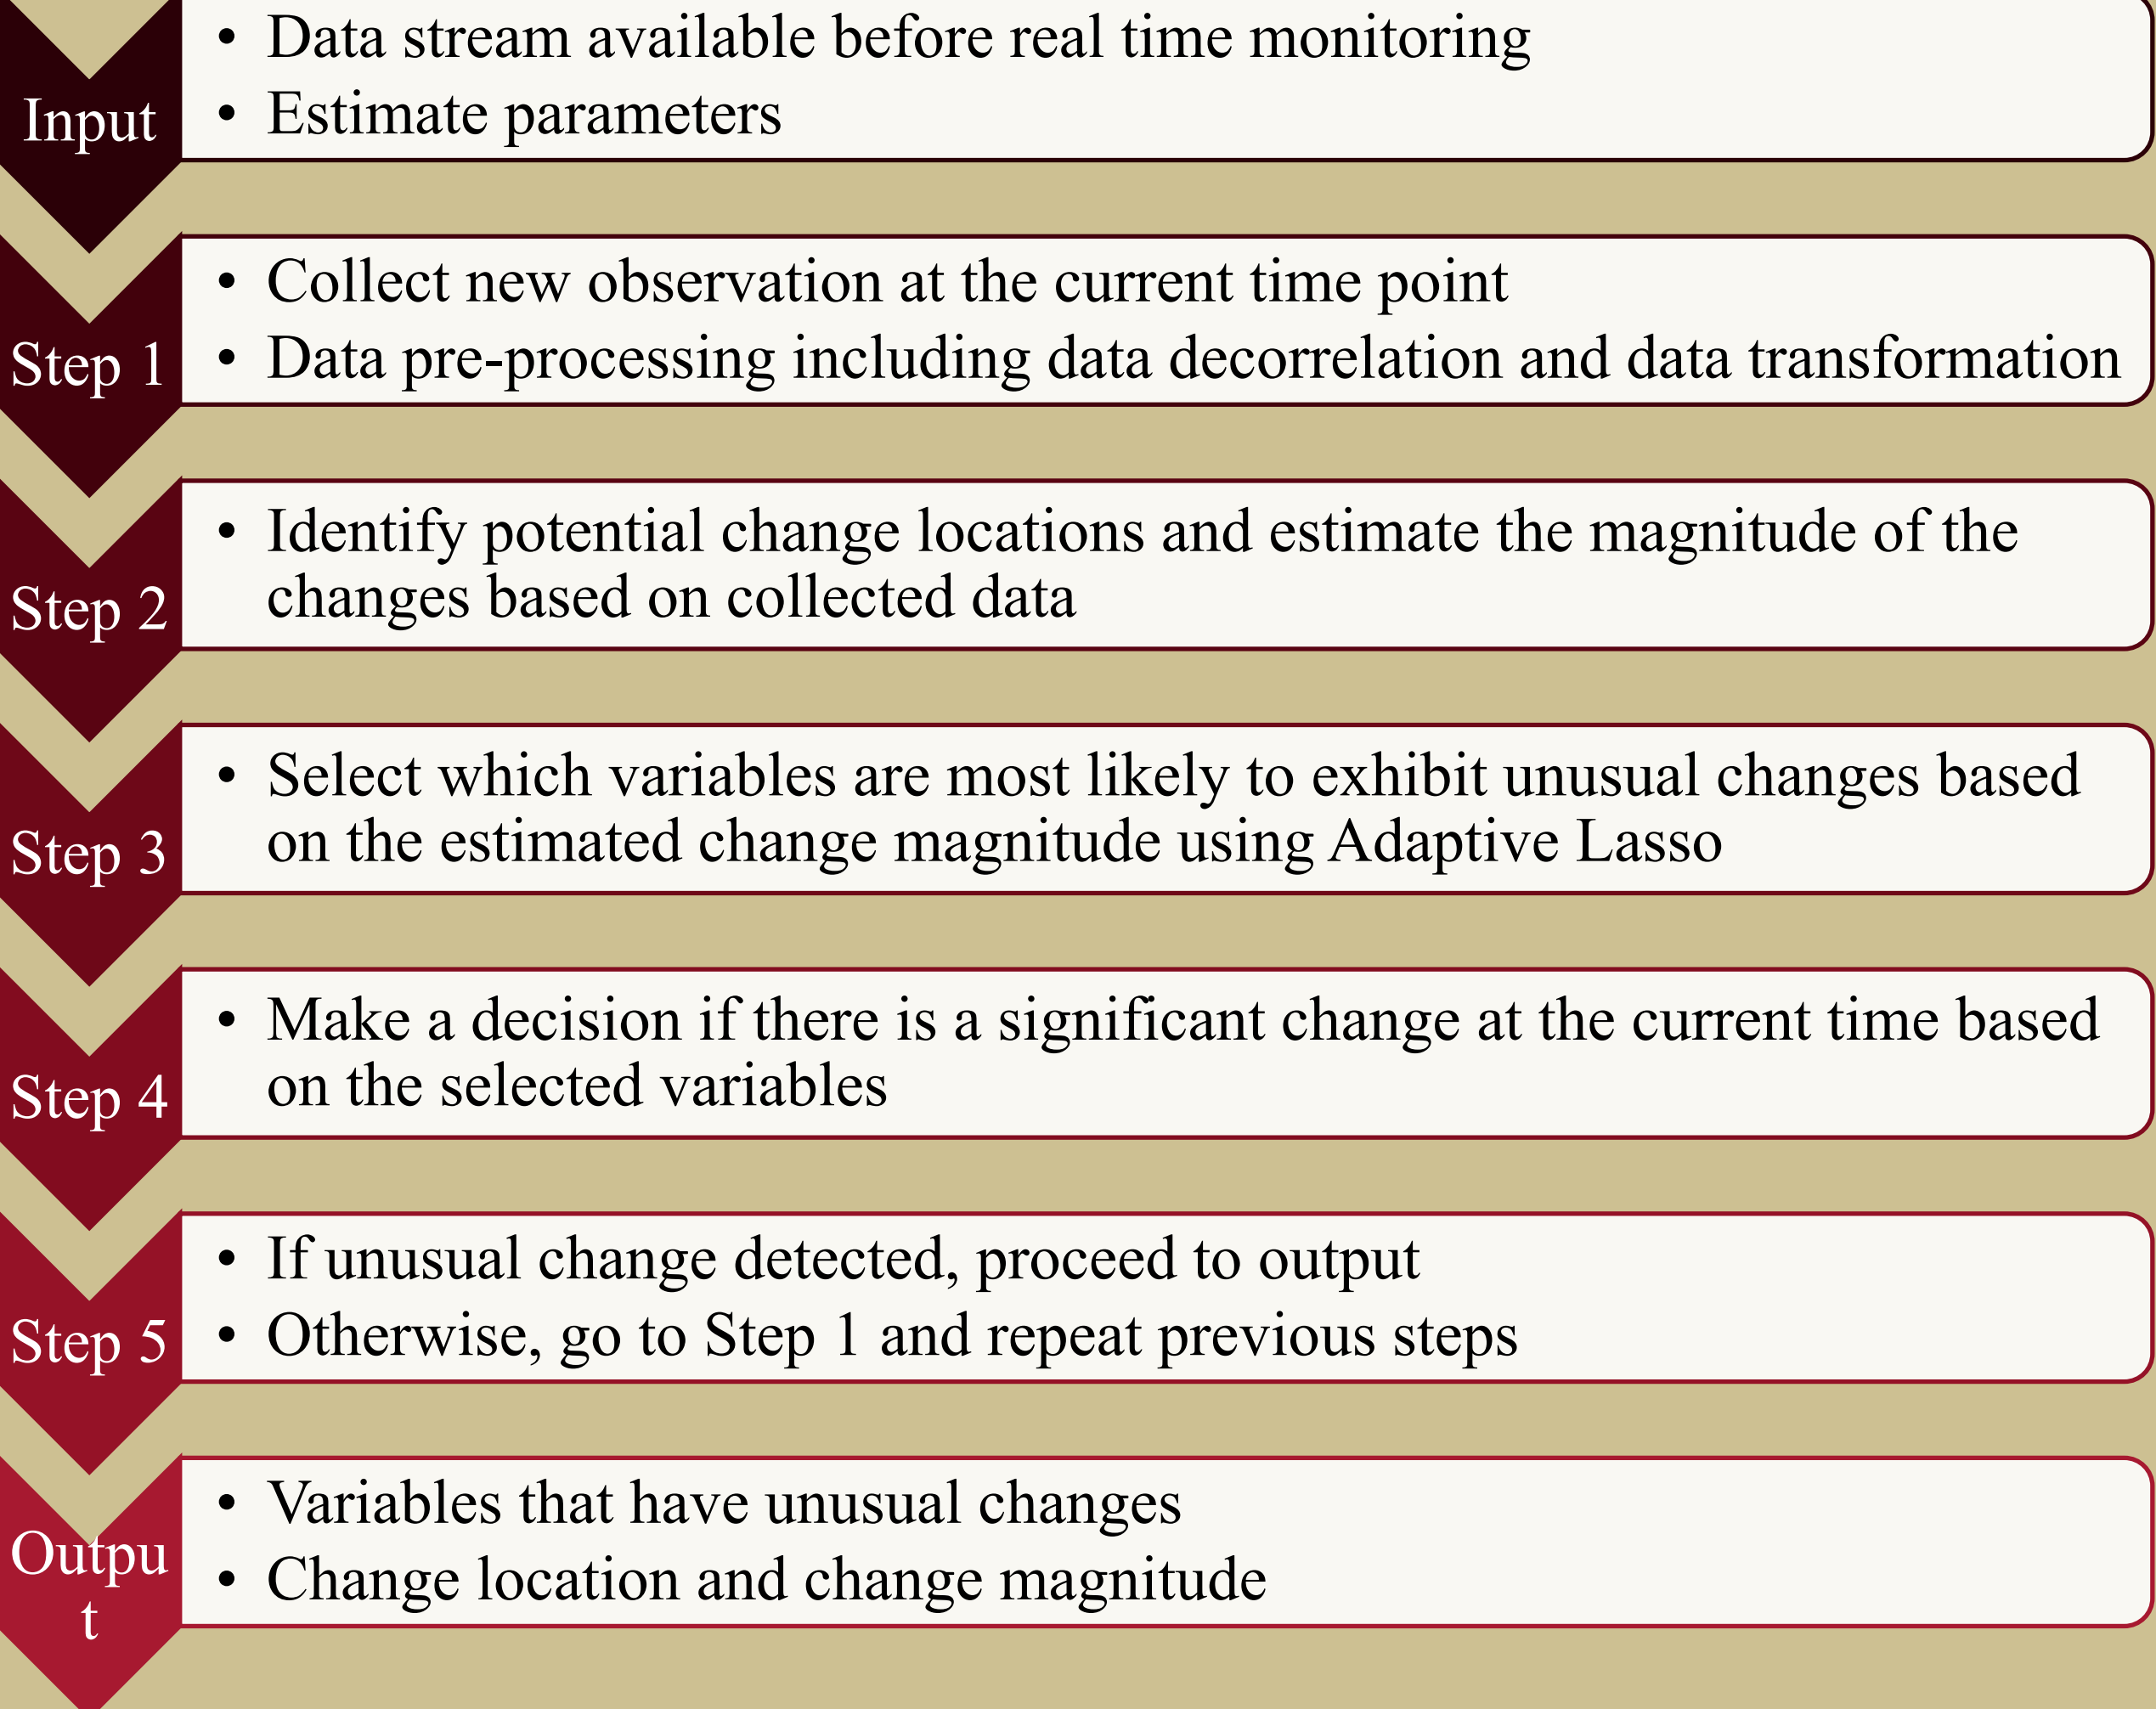 Input
• Data stream available before real time monitoring
• Estimate parameters
Step 1
• Collect new observation at the current time point
• Data pre-processing including data decorrelation and data transformation
Step 2
• Identify potential change locations and estimate the magnitude of the
changes based on collected data
Step 3
• Select which variables are most likely to exhibit unusual changes based
on the estimated change magnitude using Adaptive Lasso
Step 4
• Make a decision if there is a significant change at the current time based
on the selected variables
Step 5
• If unusual change detected, proceed to output
• Otherwise, go to Step 1 and repeat previous steps
Outpu
t
• Variables that have unusual changes
• Change location and change magnitude